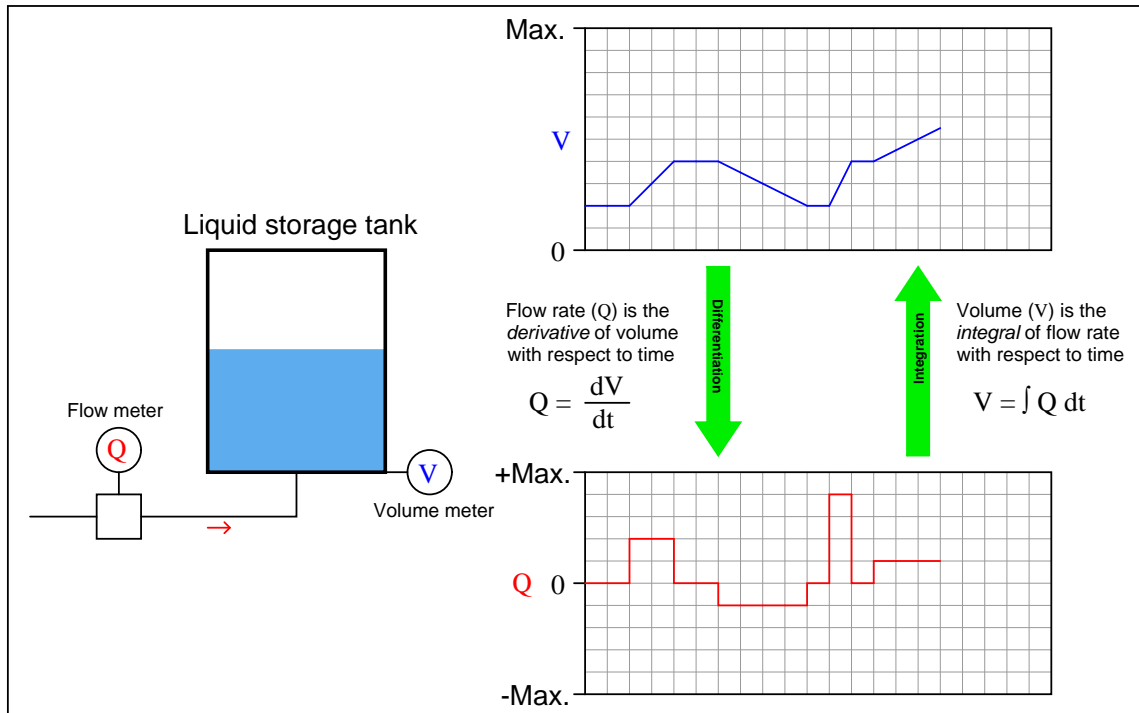 Liquid storage tank
Flow meter
Q
V
Volume meter
Max.
V
0
Flow rate (Q) is the
derivative of volume
with respect to time
Q = dV
dt
Differentiation
Integration
Volume (V) is the
integral of flow rate
with respect to time
V = ∫ Q dt
+Max.
Q 0
-Max.